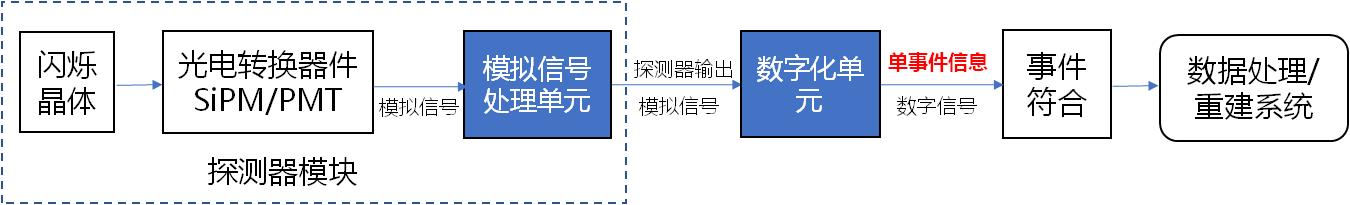 闪烁
晶体
光电转换器件
SiPM/PMT
模拟信号
模拟信号
处理单元
探测器输出
模拟信号
数字化单
元
单事件信息
数字信号
事件
符合
数据处理/
重建系统
探测器模块